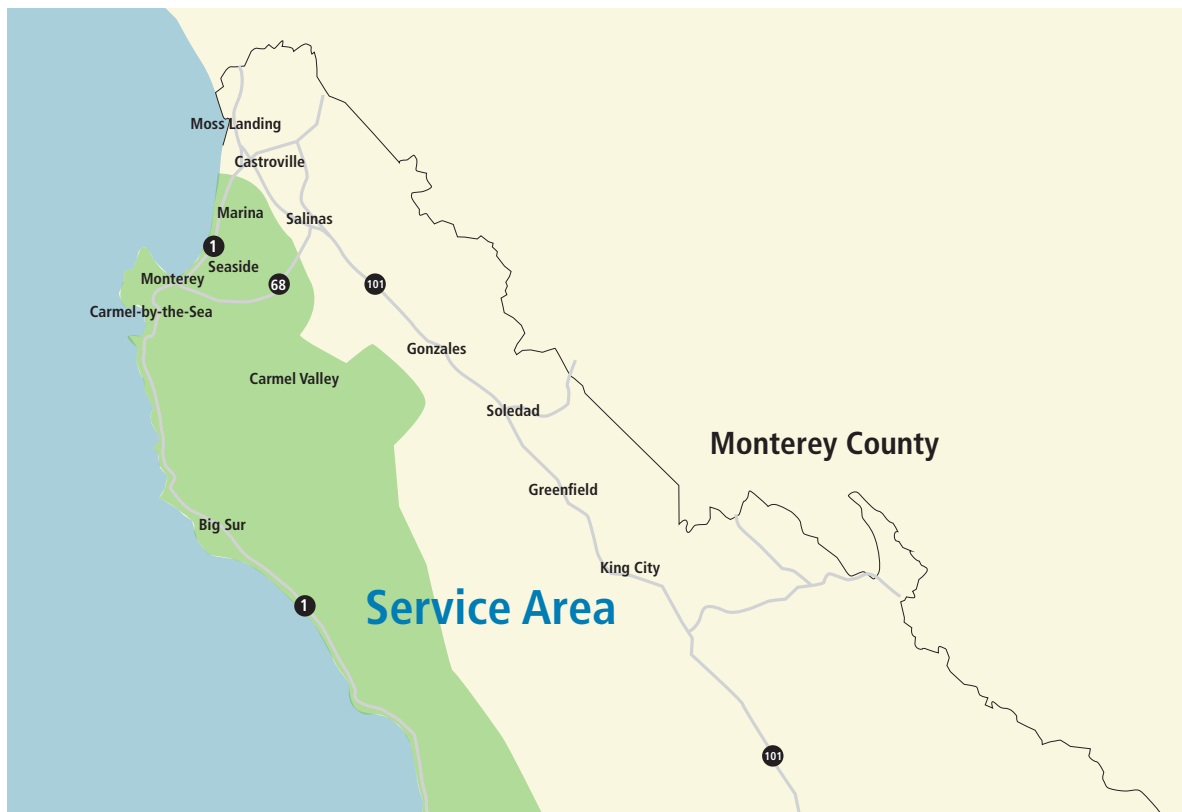 Moss Landing
Castroville
Marina
Salinas
1
Seaside
Monterey
68
101
Carmel-by-the-Sea
Gonzales
Carmel Valley
Soledad
Monterey County
Greenfield
Big Sur
King City
Service Area
1
101